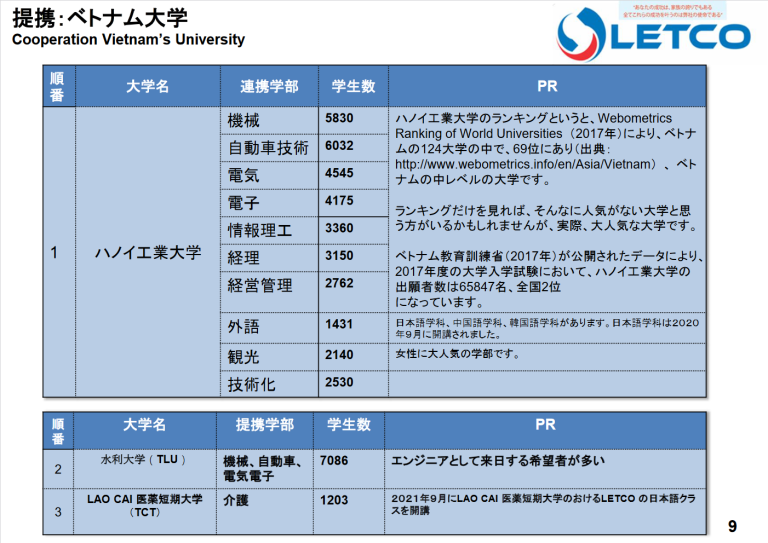 提携：ベトナム大学
Cooperation Vietnam's University
"あなたの成功は、家族の誇りでもある
全てこれらの成功を叶うのは弊社の使命である"
LETCO
順番 大学名 連携学部 学生数 PR
1 ハノイ工業大学
機械 5830
自動車技術 6032
電気 4545
電子 4175
情報理工 3360
経理 3150
経営管理 2762
ハノイ工業大学のランキングというと、Webometrics
Ranking of World Universities（2017年）により、ベトナ
ムの124大学の中で、69位にあり（出典：
http://www.webometrics.info/en/Asia/Vietnam）、ベト
ナムの中レベルの大学です。
ランキングだけを見れば、そんなに人気がない大学と思
う方がいるかもしれませんが、実際、大人気な大学です。
ベトナム教育訓練省（2017年）が公開されたデータにより、
2017年度の大学入学試験において、ハノイ工業大学の
出願者数は65847名、全国2位
になっています。
外語 1431 日本語学科、中国語学科、韓国語学科があります。日本語学科は2020
年9月に開講されました。
観光 2140 女性に大人気の学部です。
技術化 2530
順番 大学名 提携学部 学生数 PR
2 水利大学（TLU） 機械、自動車、 7086 エンジニアとして来日する希望者が多い
電気電子
3 LAO CAI 医薬短期大学 介護 1203 2021年9月にLAO CAI 医薬短期大学のおけるLETCO の日本語クラ
（TCT） スを開講
9